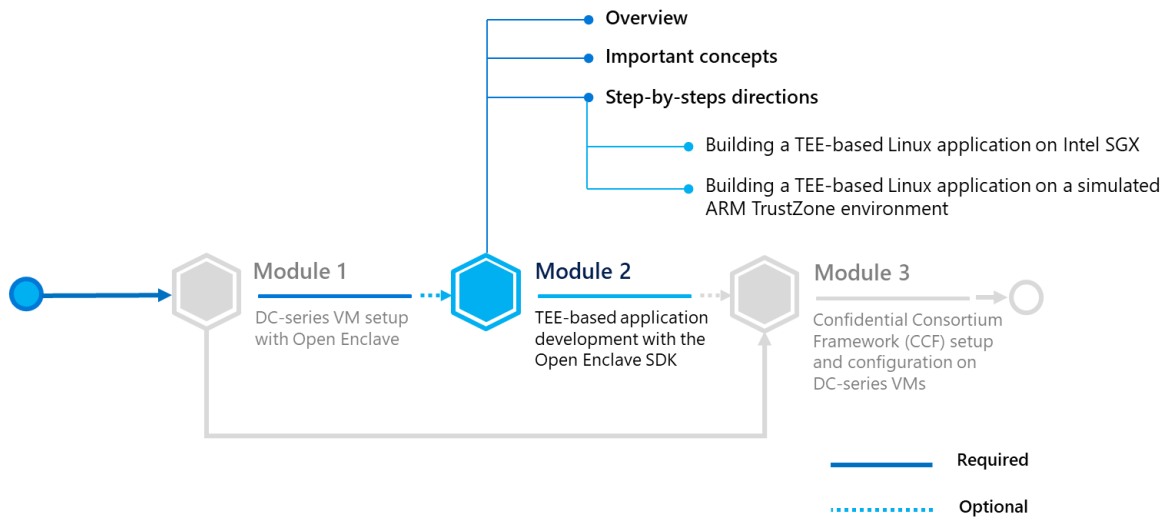 Overview
Important concepts
Step-by-steps directions
Building a TEE-based Linux application on Intel SGX
Building a TEE-based Linux application on a simulated
ARM TrustZone environment
Module 1
DC-series VM setup
with Open Enclave
Module 2
TEE-based application
development with the
Open Enclave SDK
Module 3
Confidential Consortium
Framework (CCF) setup
and configuration on
DC-series VMs
Required
Optional